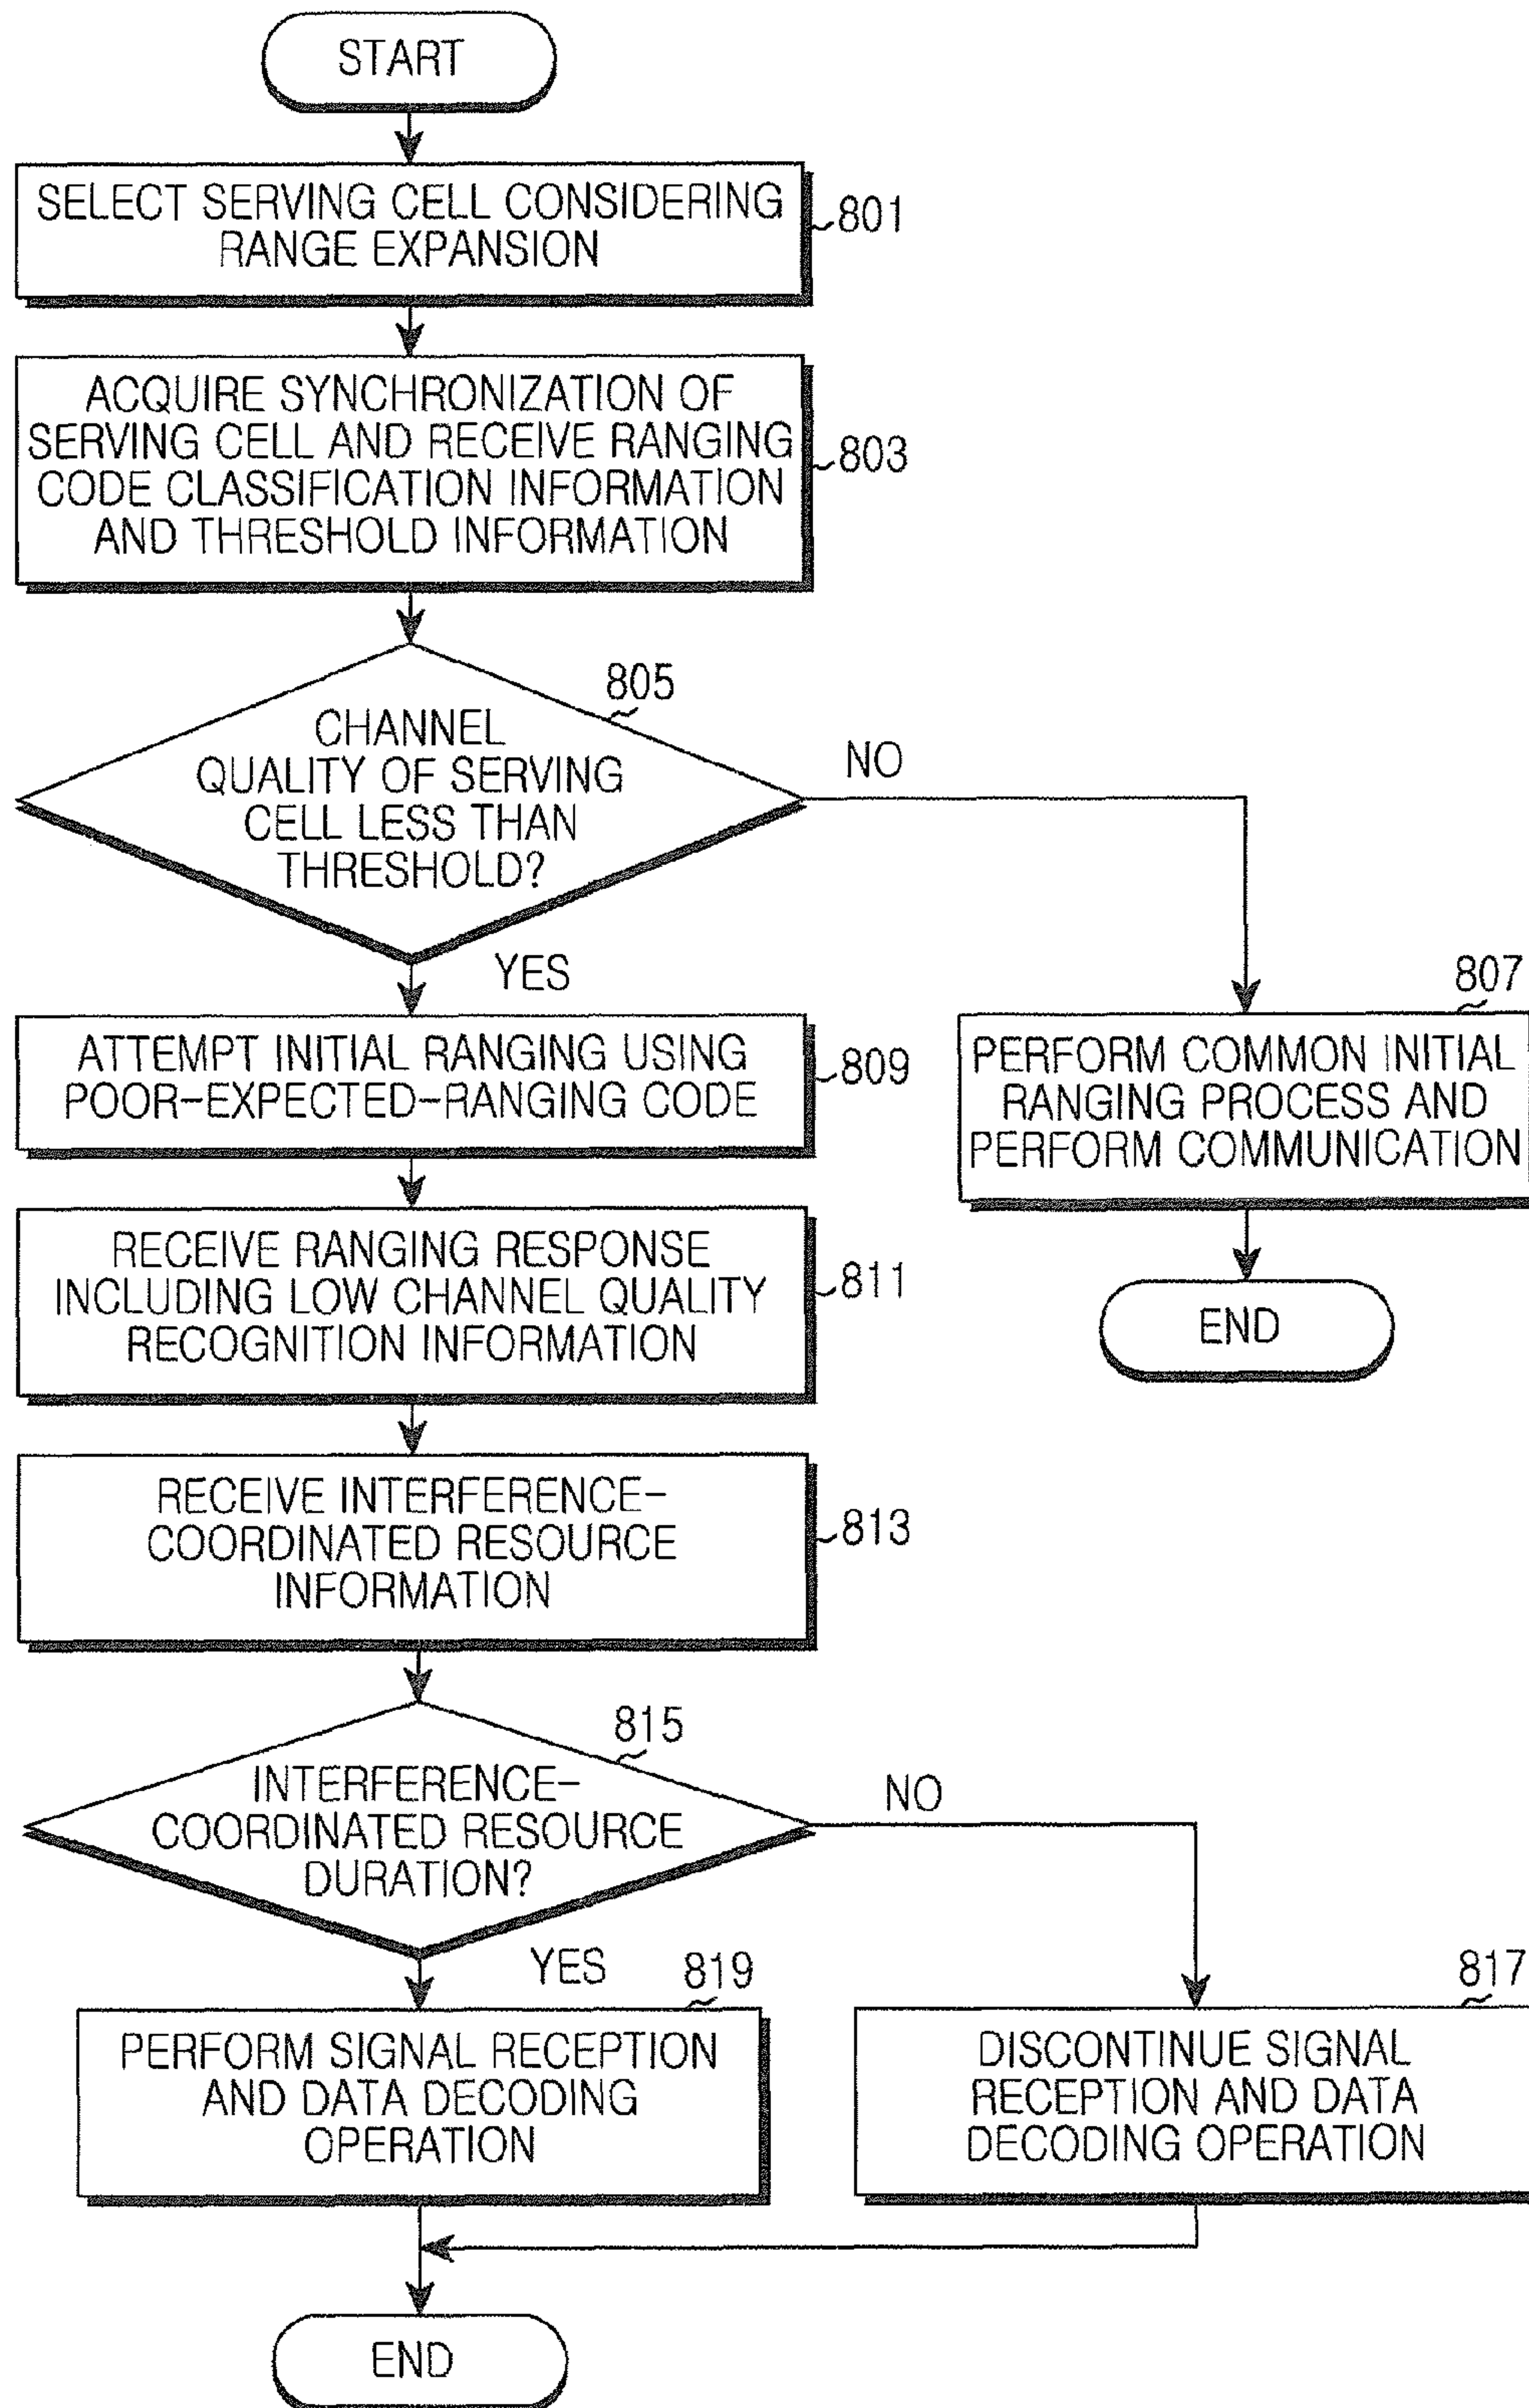 START
SELECT SERVING CELL CONSIDERING
RANGE EXPANSION
801
ACQUIRE SYNCHRONIZATION OF
SERVING CELL AND RECEIVE RANGING
CODE CLASSIFICATION INFORMATION
AND THRESHOLD INFORMATION
803
805
CHANNEL
QUALITY OF SERVING
CELL LESS THAN
THRESHOLD?
NO
YES
807
PERFORM COMMON INITIAL
RANGING PROCESS AND
PERFORM COMMUNICATION
END
ATTEMPT INITIAL RANGING USING
POOR-EXPECTED-RANGING CODE
809
RECEIVE RANGING RESPONSE
INCLUDING LOW CHANNEL QUALITY
RECOGNITION INFORMATION
811
RECEIVE INTERFERENCE-
COORDINATED RESOURCE
INFORMATION
813
815
INTERFERENCE-
COORDINATED RESOURCE
DURATION?
NO
YES
819
PERFORM SIGNAL RECEPTION
AND DATA DECODING
OPERATION
817
DISCONTINUE SIGNAL
RECEPTION AND DATA
DECODING OPERATION
END